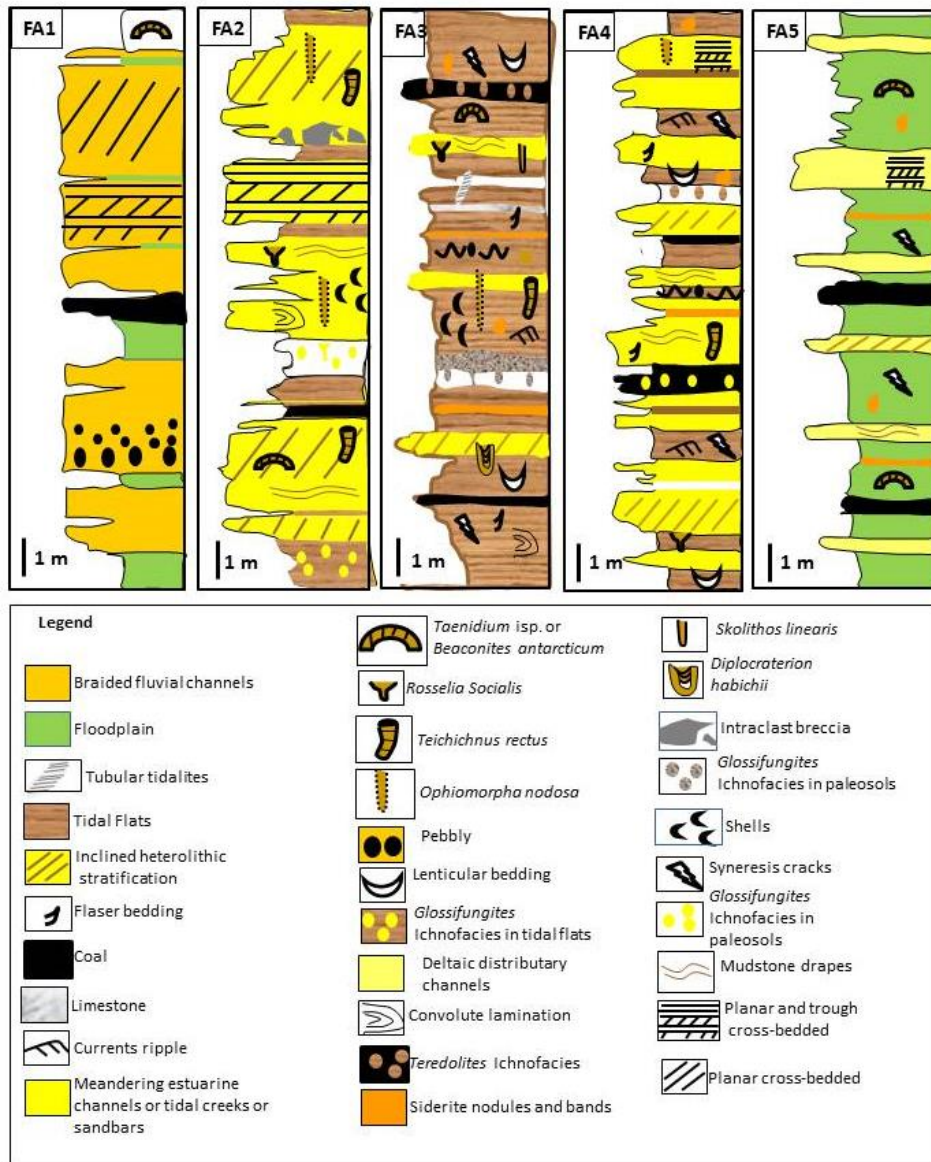 FA1
FA2
FA3
FA4
FA5
1 m
1 m
1 m
1 m
1 m
Legend
Braided fluvial channels
Floodplain
Tubular tidalites
Tidal Flats
Inclined heterolithic
stratification
Flaser bedding
Coal
Limestone
Currents ripple
Meandering estuarine
channels or tidal creeks or
sandbars
Taenidium isp. or
Beaconites antarcticum
Rosselia Socialis
Teichichnus rectus
Ophiomorpha nodosa
Pebbly
Lenticular bedding
Glossifungites
Ichnofacies in tidal flats
Deltaic distributary
channels
Convolute lamination
Teredolites Ichnofacies
Siderite nodules and bands
Skolithos linearis
Diplocraterion
habichii
Intraclast breccia
Glossifungites
Ichnofacies in paleosols
Shells
Syneresis cracks
Glossifungites
Ichnofacies in
paleosols
Mudstone drapes
Planar and trough
cross-bedded
Planar cross-bedded